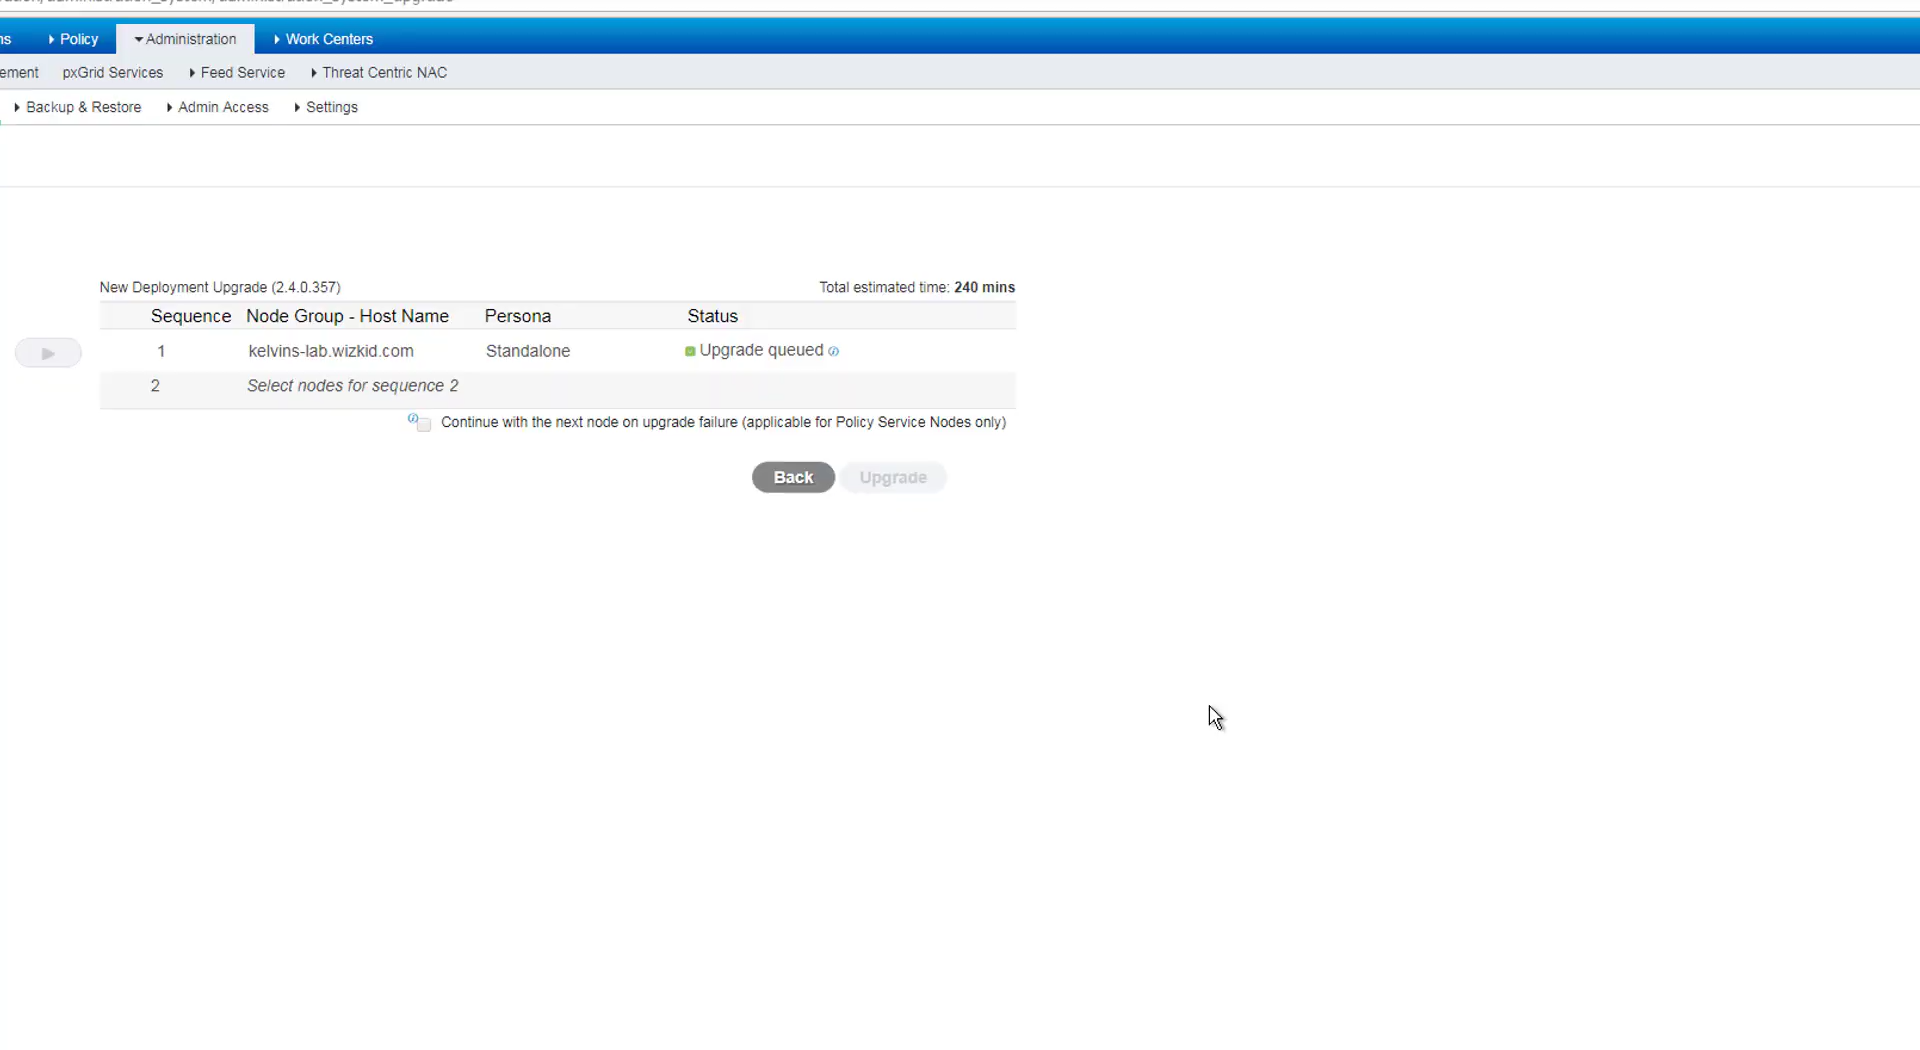 Policy Administration Work Centers
pxGrid Services Feed Service Threat Centric NAC
Backup & Restore Admin Access Settings
New Deployment Upgrade (2.4.0.357) Total estimated time: 240 mins
Sequence Node Group - Host Name Persona Status
1 kelvins-lab.wizkid.com Standalone Upgrade queued
2 Select nodes for sequence 2
Continue with the next node on upgrade failure (applicable for Policy Service Nodes only)
Back Upgrade